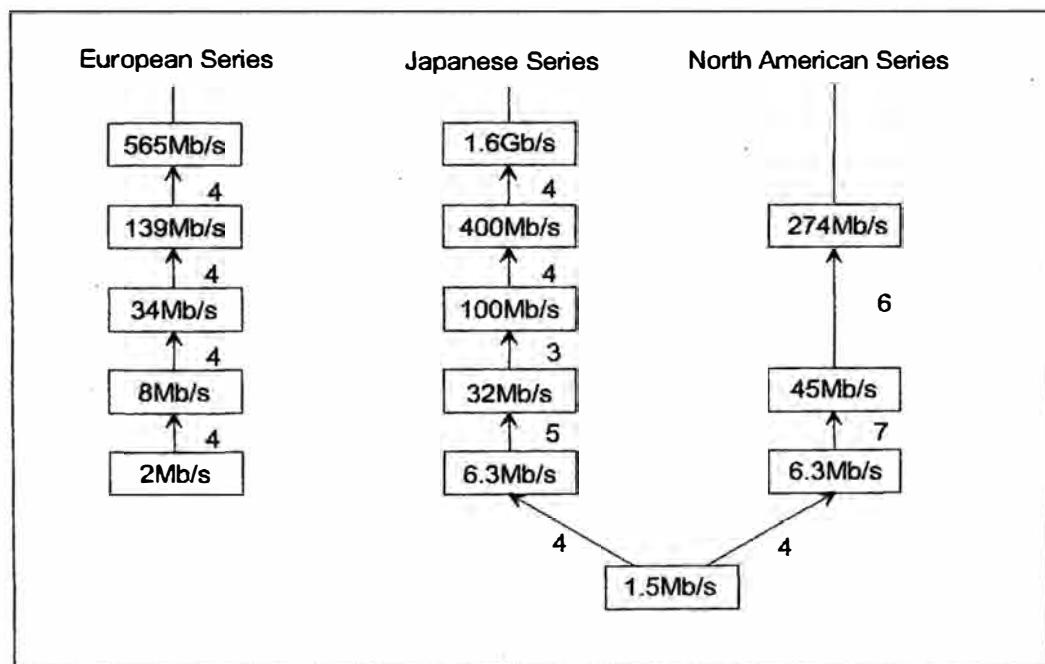 European Series Japanese Series North American Series
565Mb/s 1.6Gb/s
4 4
139Mb/s 400Mb/s 274Mb/s
4 4
34Mb/s 100Mb/s 6
4 3
8Mb/s 32Mb/s 45Mb/s
4 5 7
2Mb/s 6.3Mb/s 6.3Mb/s
4 4
1.5Mb/s